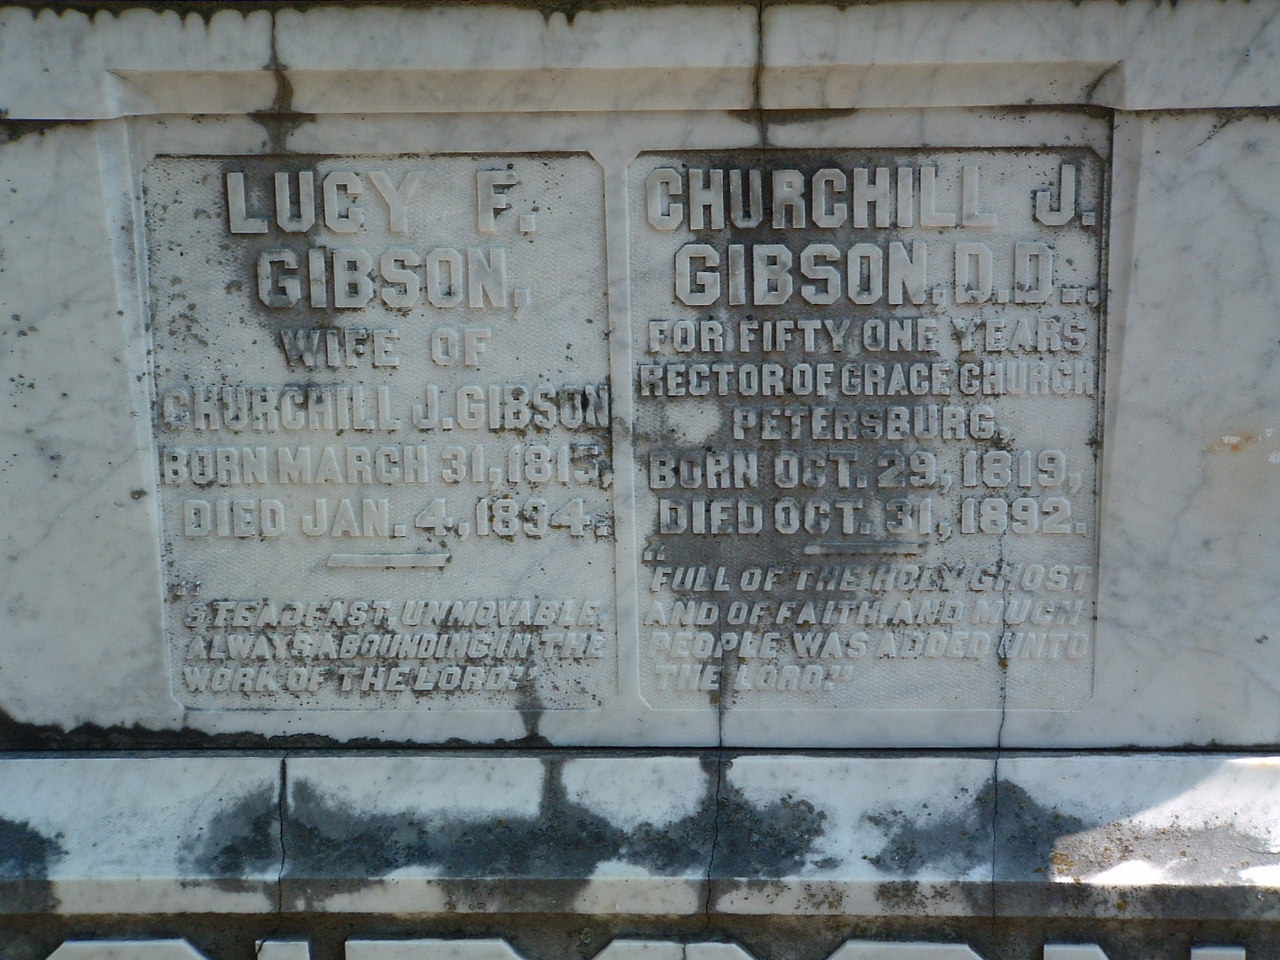 LUCY F.
GIBSON,
WIFE OF
CHURCHILL J. GIBSON
BORN MARCH 31, 1815,
DIED JAN. 4, 1894.
"STEADFAST. UNMOVABLE.
ALWAYS ABOUNDING IN THE
WORK OF THE LORD."
CHURCHILL J.
GIBSON. D. D.,
FOR FIFTY ONE YEARS
RECTOR OF GRACE CHURCH
PETERSBURG.
BORN OCT. 29, 1819,
DIED OCT. 31, 1892.
"FULL OF THE HOLY GHOST
AND OF FAITH, AND MUCH
PEOPLE WAS ADDED UNTO
THE LORD."